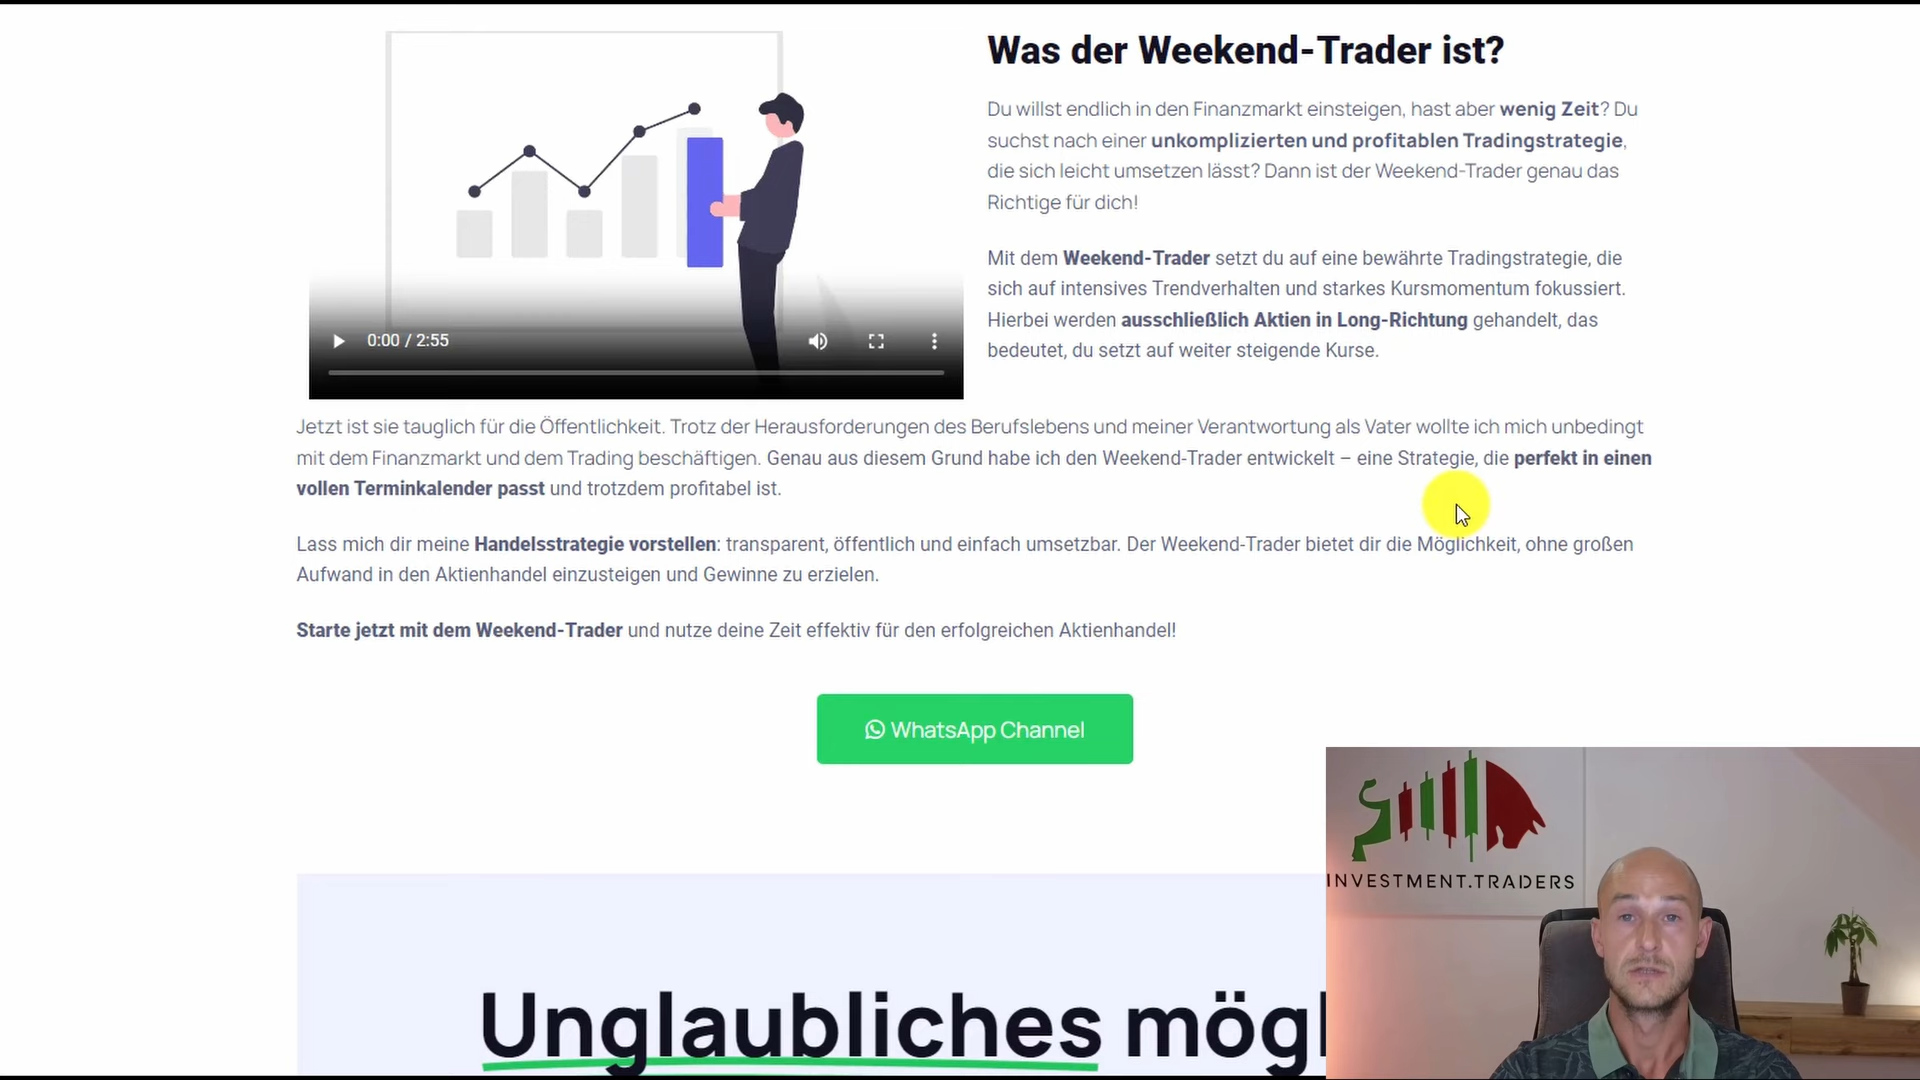 Was der Weekend-Trader ist?
Du willst endlich in den Finanzmarkt einsteigen, hast aber wenig Zeit? Du
suchst nach einer unkomplizierten und profitablen Tradingstrategie,
die sich leicht umsetzen lässt? Dann ist der Weekend-Trader genau das
Richtige für dich!
Mit dem Weekend-Trader setzt du auf eine bewährte Tradingstrategie, die
sich auf intensives Trendverhalten und starkes Kursmomentum fokussiert.
Hierbei werden ausschließlich Aktien in Long-Richtung gehandelt, das
bedeutet, du setzt auf weiter steigende Kurse.
0:00 / 2:55
Jetzt ist sie tauglich für die Öffentlichkeit. Trotz der Herausforderungen des Berufslebens und meiner Verantwortung als Vater wollte ich mich unbedingt
mit dem Finanzmarkt und dem Trading beschäftigen. Genau aus diesem Grund habe ich den Weekend-Trader entwickelt – eine Strategie, die perfekt in einen
vollen Terminkalender passt und trotzdem profitabel ist.
Lass mich dir meine Handelsstrategie vorstellen: transparent, öffentlich und einfach umsetzbar. Der Weekend-Trader bietet dir die Möglichkeit, ohne großen
Aufwand in den Aktienhandel einzusteigen und Gewinne zu erzielen.
Starte jetzt mit dem Weekend-Trader und nutze deine Zeit effektiv für den erfolgreichen Aktienhandel!
WhatsApp Channel
INVESTMENT.TRADERS
Unglaubliches mögl